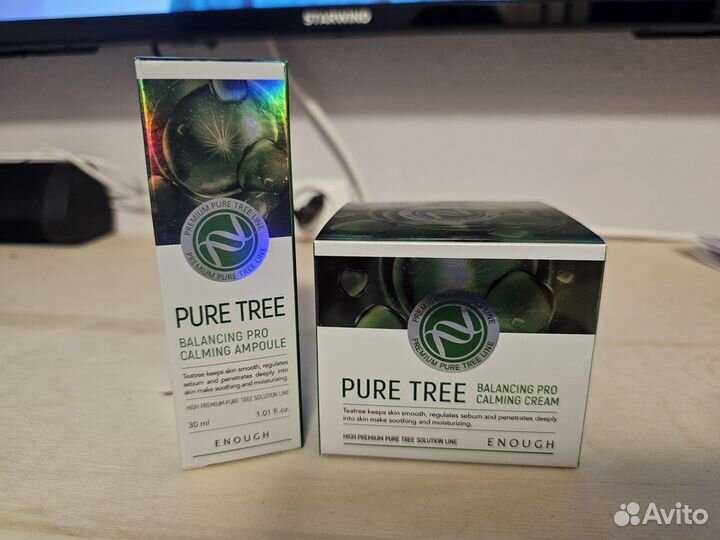 STARWIND
PREMIUM PURE TREE LINE
PREMIUM PURE TREE LINE
PURE TREE
BALANCING PRO
CALMING AMPOULE
Teatree keeps skin smooth, regulates
sebum and penetrates deeply into
skin make soothing and moisturizing.
HIGH PREMIUM PURE TREE SOLUTION LINE
30 ml
1.01 fl.oz.
ENOUGH
PREMIUM PURE TREE LINE
PREMIUM PURE TREE LINE
PURE TREE
BALANCING PRO
CALMING CREAM
Teatree keeps skin smooth, regulates sebum and penetrates deeply
into skin make soothing and moisturizing.
HIGH PREMIUM PURE TREE SOLUTION LINE
ENOUGH
Avito